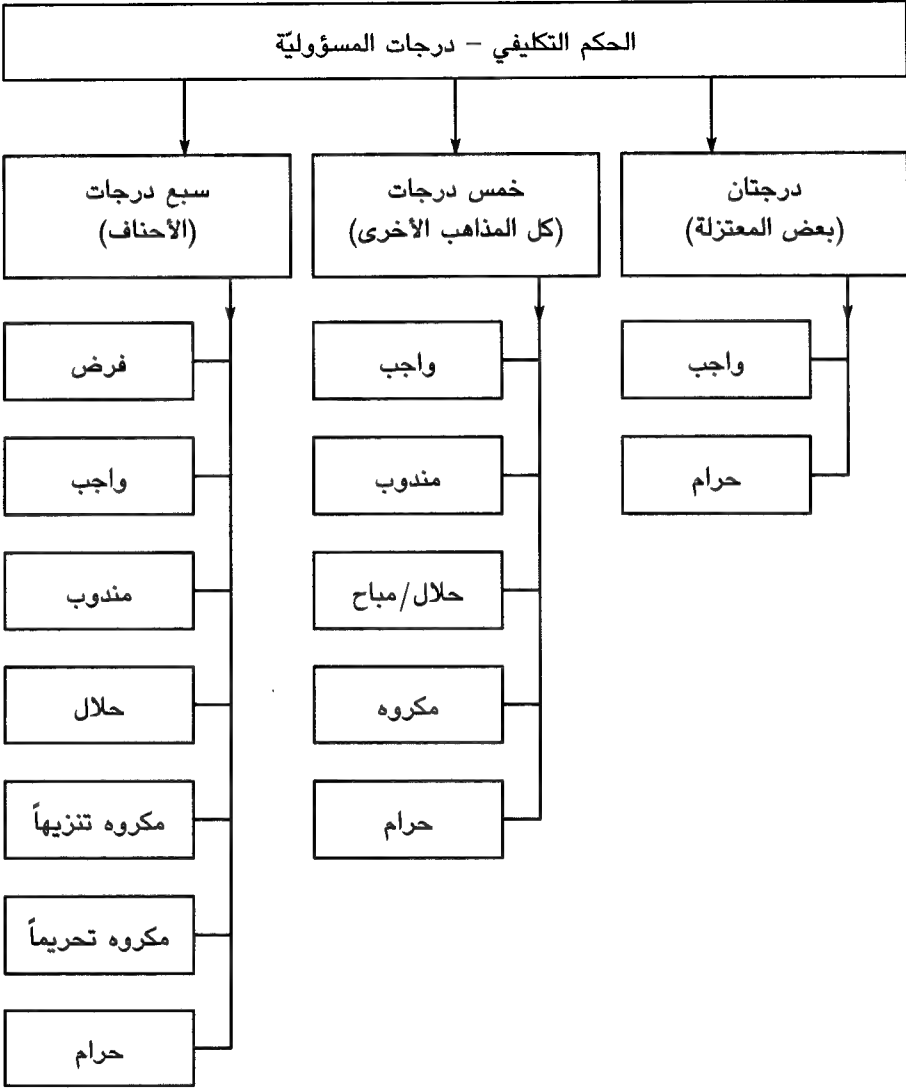 الحكم التكليفي – درجات المسؤوليّة
درجتان
(بعض المعتزلة)
واجب
حرام
خمس درجات
(كل المذاهب الأخرى)
واجب
مندوب
حلال/مباح
مكروه
حرام
سبع درجات
(الأحناف)
فرض
واجب
مندوب
حلال
مكروه تنزيهاً
مكروه تحريماً
حرام